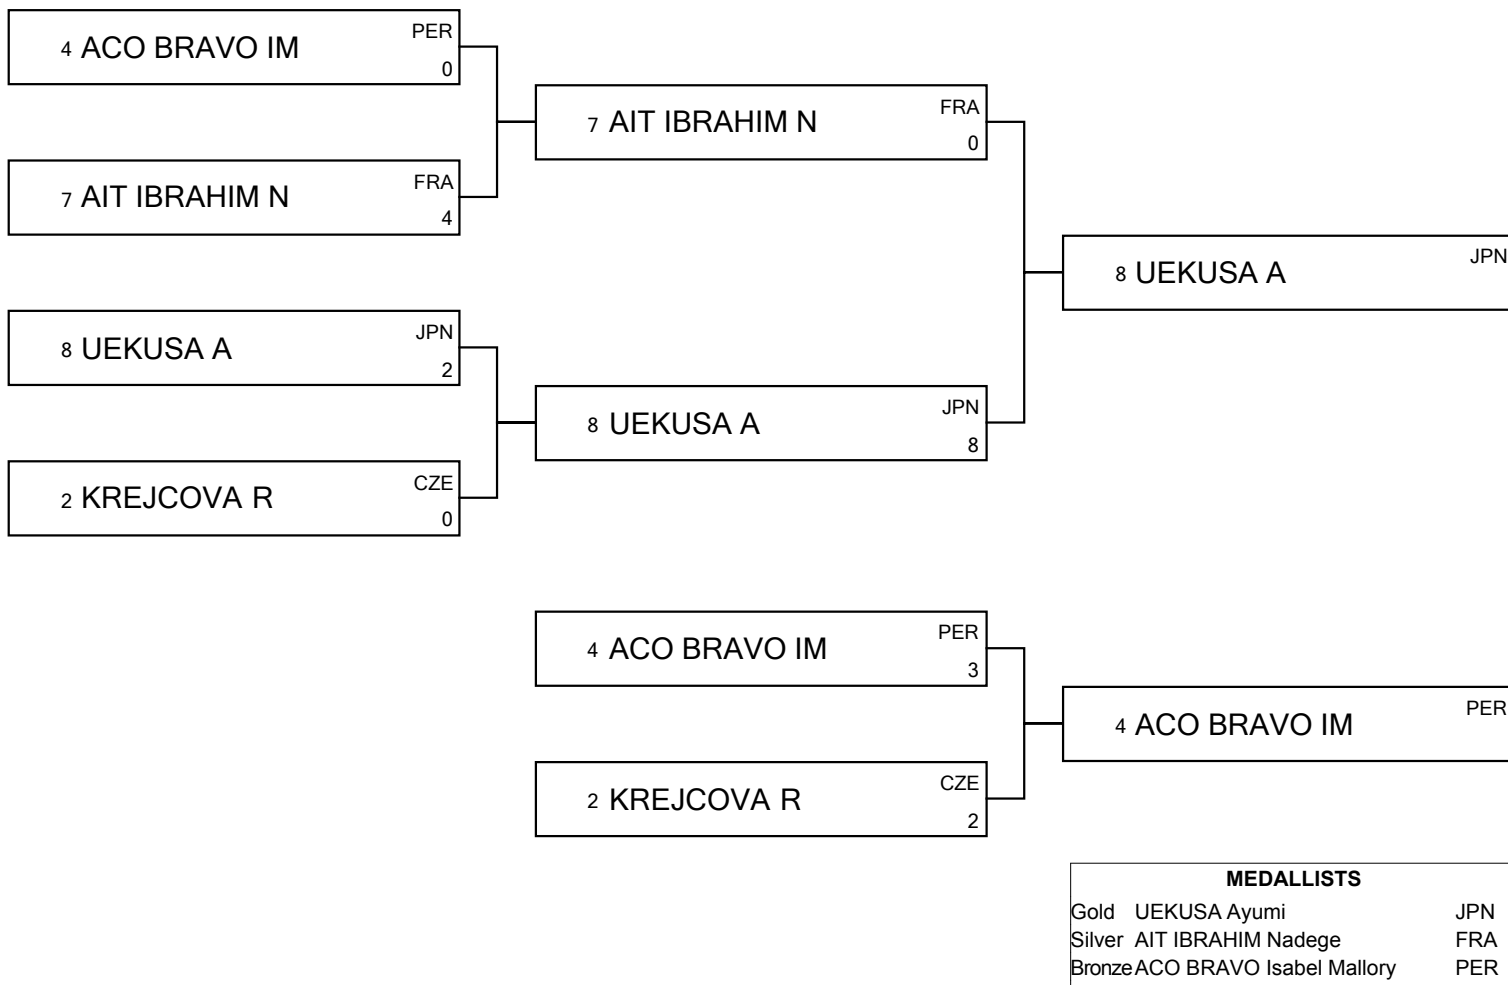 4 ACO BRAVO IM PER
0
7 AIT IBRAHIM N FRA
4
8 UEKUSA A JPN
2
2 KREJCOVA R CZE
0
7 AIT IBRAHIM N FRA
0
8 UEKUSA A JPN
8
8 UEKUSA A JPN
4 ACO BRAVO IM PER
3
2 KREJCOVA R CZE
2
4 ACO BRAVO IM PER
MEDALLISTS
Gold UEKUSA Ayumi JPN
Silver AIT IBRAHIM Nadege FRA
Bronze ACO BRAVO Isabel Mallory PER